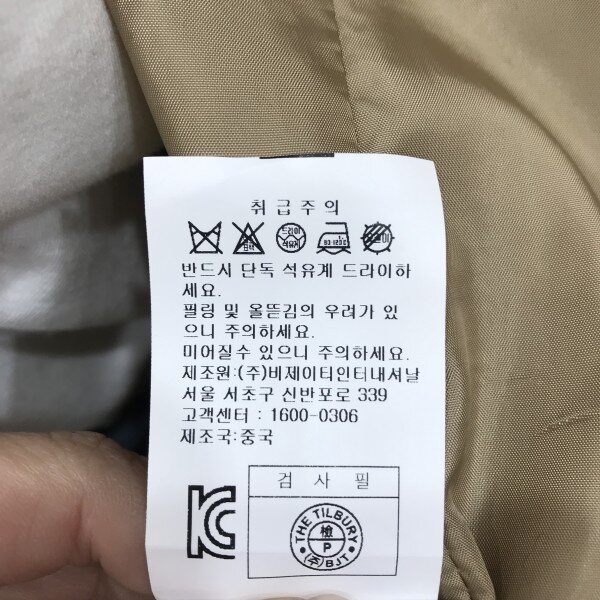 취급주의
드라이
석유계
80-120℃
반드시 단독 석유계 드라이하
세요.
필링 및 올뜯김의 우려가 있
으니 주의하세요.
미어질수 있으니 주의하세요.
제조원:(주)비제이티인터내셔날
서울 서초구 신반포로 339
고객센터 : 1600-0306
제조국:중국
검사필
THE TILBURY
檢
P
(주)BJT